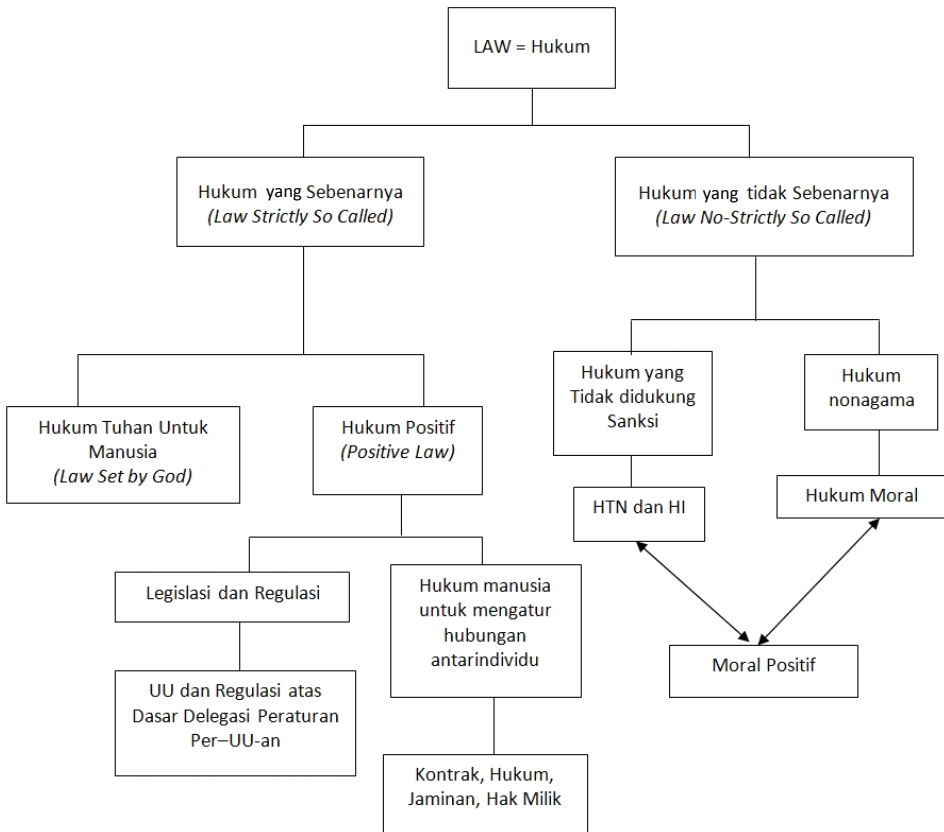 LAW = Hukum
Hukum yang Sebenarnya
(Law Strictly So Called)
Hukum yang tidak Sebenarnya
(Law No-Strictly So Called)
Hukum Tuhan Untuk
Manusia
(Law Set by God)
Hukum Positif
(Positive Law)
Hukum yang
Tidak didukung
Sanksi
Hukum
nonagama
HTN dan HI
Hukum Moral
Legislasi dan Regulasi
Hukum manusia
untuk mengatur
hubungan
antarindividu
Moral Positif
UU dan Regulasi atas
Dasar Delegasi Peraturan
Per–UU-an
Kontrak, Hukum,
Jaminan, Hak Milik